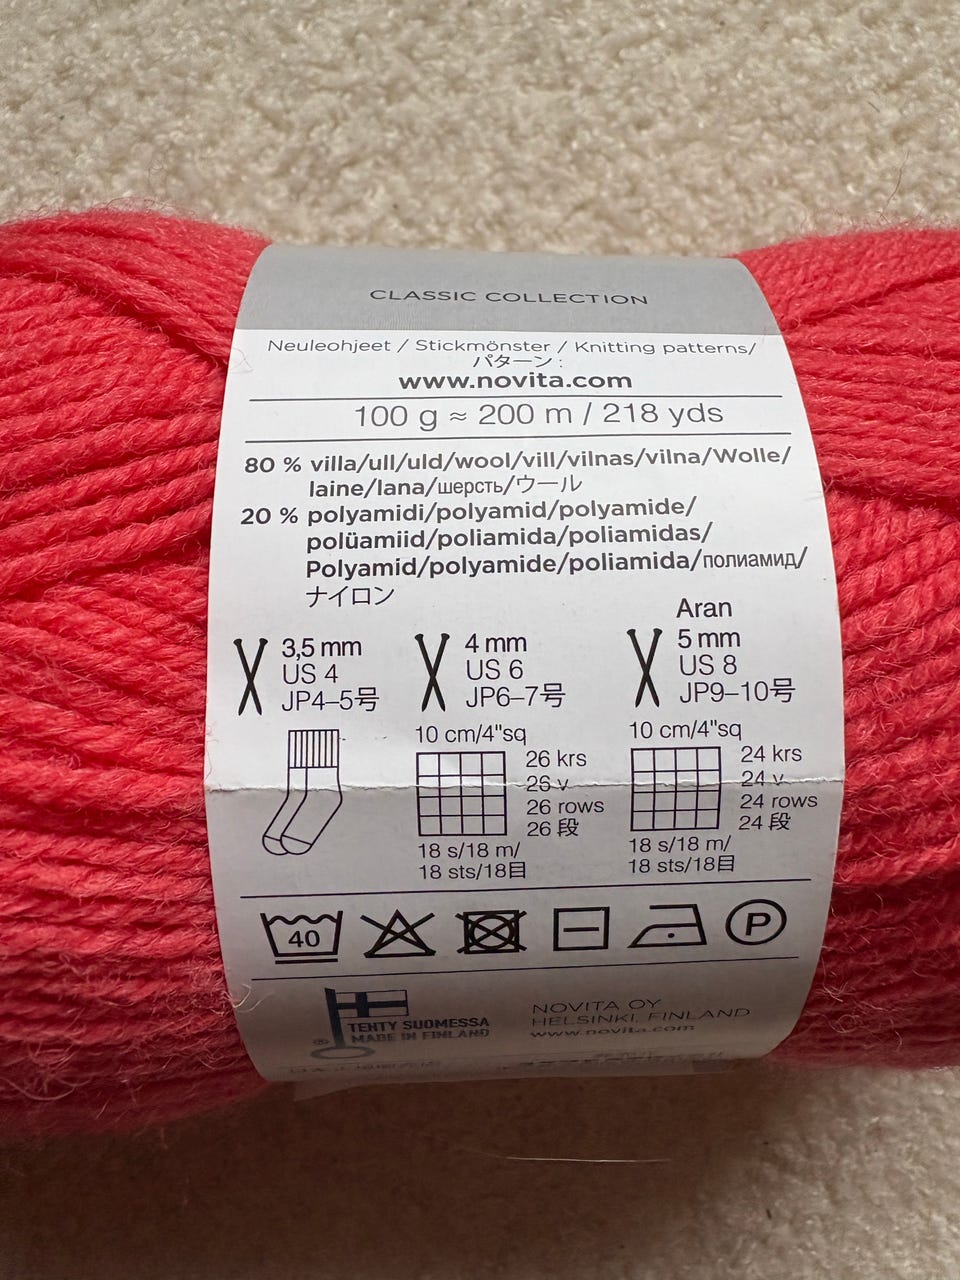 CLASSIC COLLECTION
Neuleohjeet / Stickmönster / Knitting patterns/
パターン :
www.novita.com
100 g ≈ 200 m / 218 yds
80 % villa/ull/uld/wool/vill/vilnas/vilna/Wolle/
laine/lana/шерсть/ウール
20 % polyamidi/polyamid/polyamide/
polüamiid/poliamida/poliamidas/
Polyamid/polyamide/poliamida/полиамид/
ナイロン
3,5 mm
US 4
JP4–5号
4 mm
US 6
JP6–7号
10 cm/4"sq
26 krs
26 v
26 rows
26 段
18 s/18 m/
18 sts/18目
Aran
5 mm
US 8
JP9–10号
10 cm/4"sq
24 krs
24 v
24 rows
24 段
18 s/18 m/
18 sts/18目
40
P
TEHTY SUOMESSA
MADE IN FINLAND
®
NOVITA OY
HELSINKI, FINLAND
www.novita.com